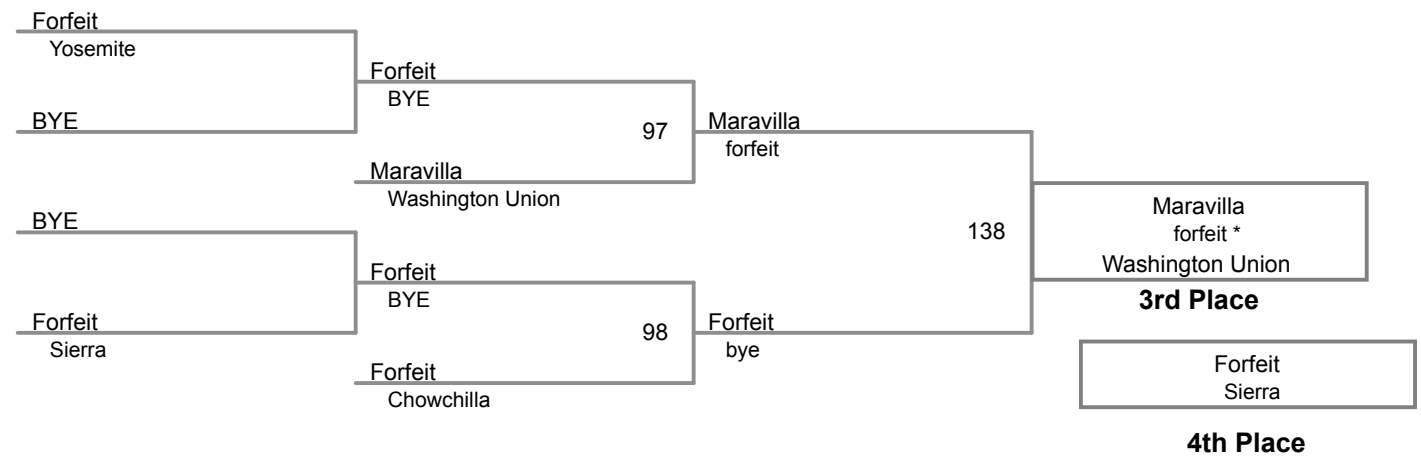 Forfeit
Yosemite
BYE
BYE
Forfeit
Sierra
Forfeit
BYE
97
Maravilla
Washington Union
Forfeit
BYE
98
Forfeit
Chowchilla
Maravilla
forfeit
138
Forfeit
bye
Maravilla
forfeit *
Washington Union
3rd Place
Forfeit
Sierra
4th Place